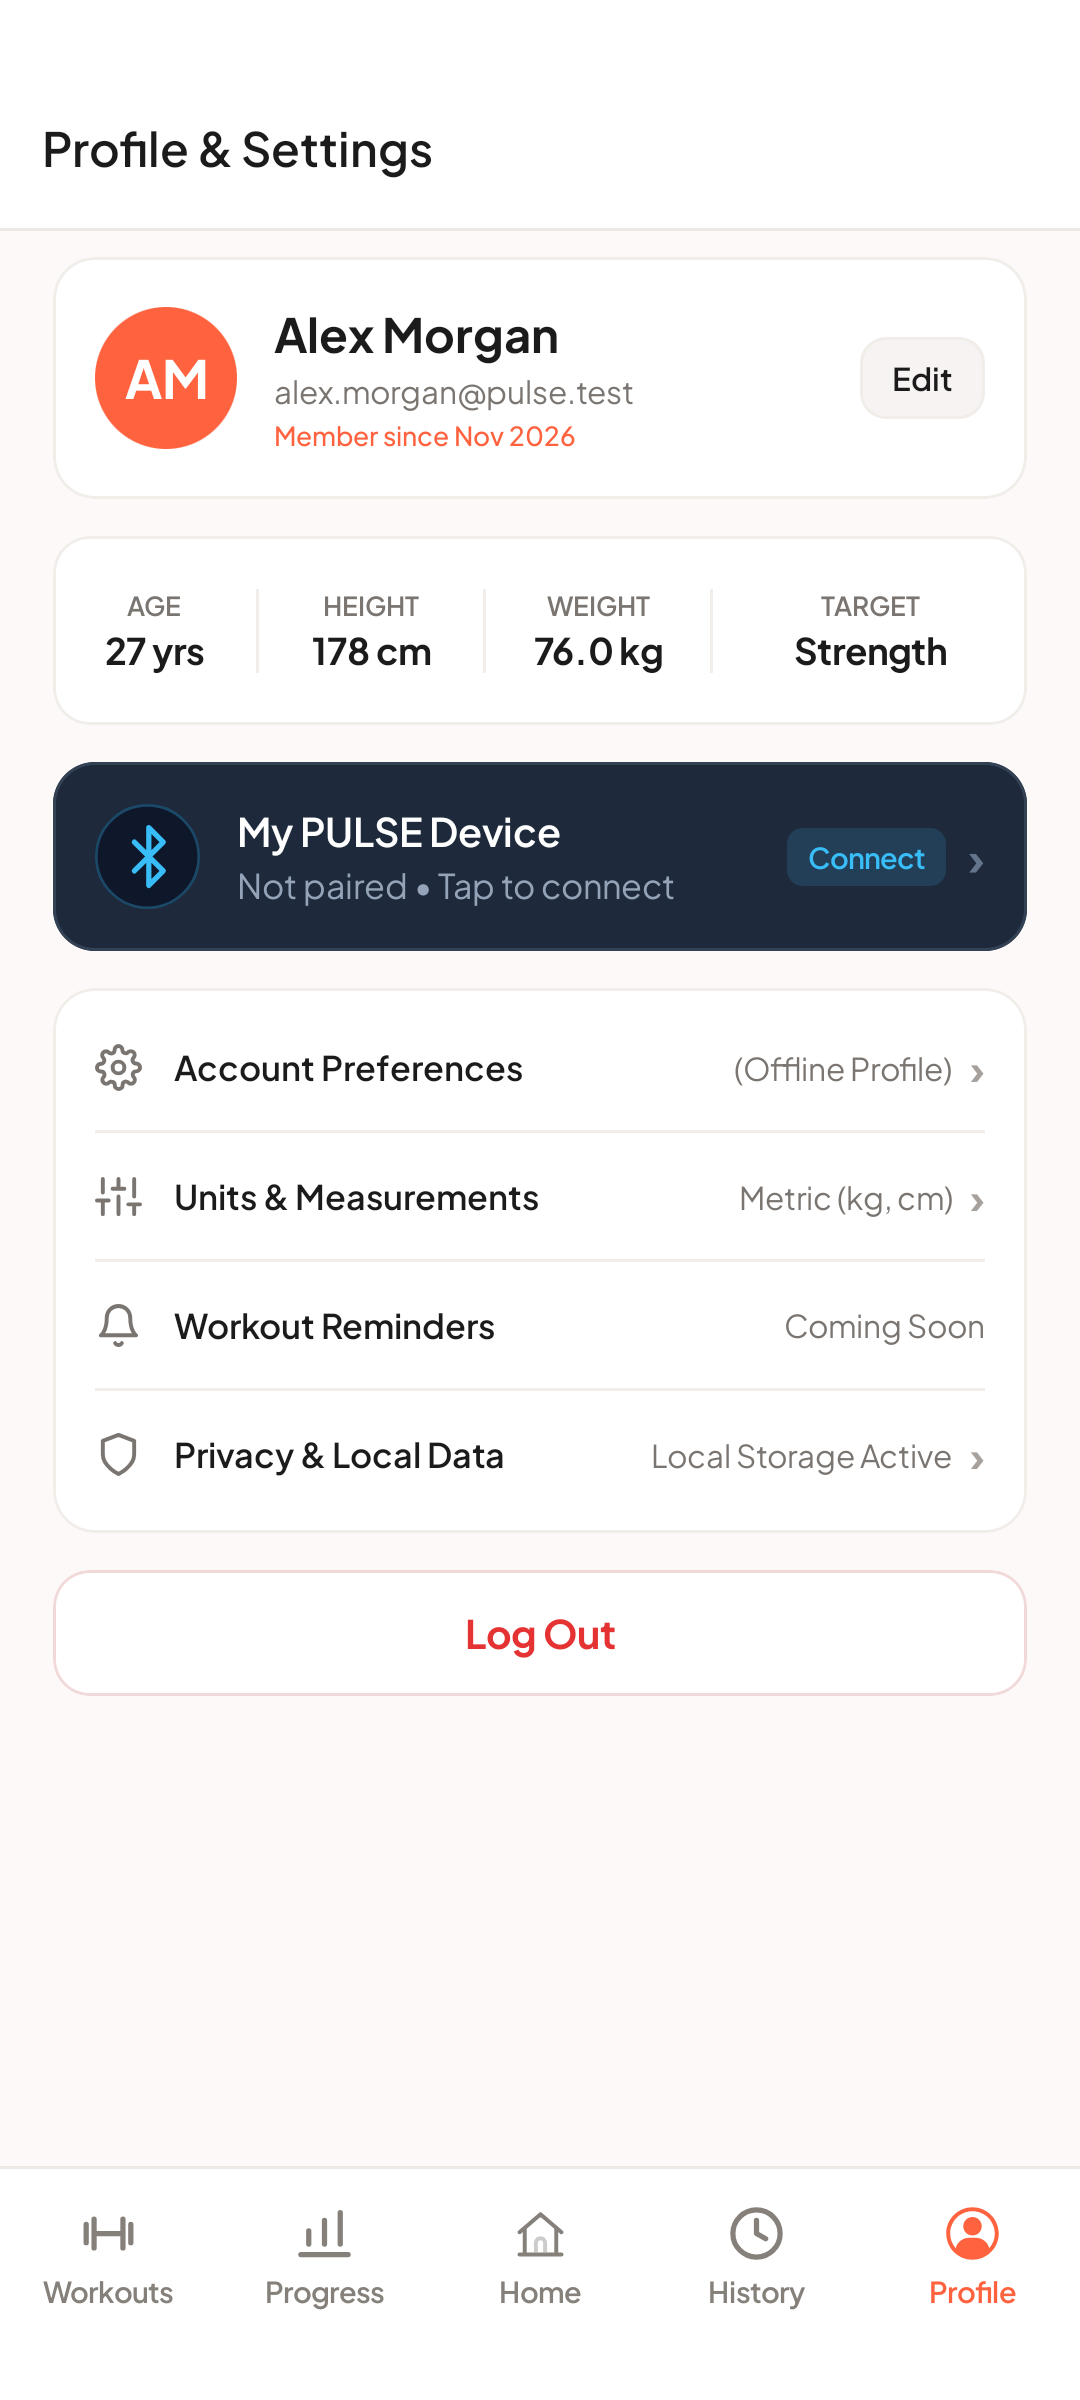 Profile & Settings
AM
Alex Morgan
alex.morgan@pulse.test
Member since Nov 2026
Edit
AGE
27 yrs
HEIGHT
178 cm
WEIGHT
76.0 kg
TARGET
Strength
My PULSE Device
Not paired • Tap to connect
Connect ›
Account Preferences (Offline Profile) ›
Units & Measurements Metric (kg, cm) ›
Workout Reminders Coming Soon
Privacy & Local Data Local Storage Active ›
Log Out
Workouts Progress Home History Profile